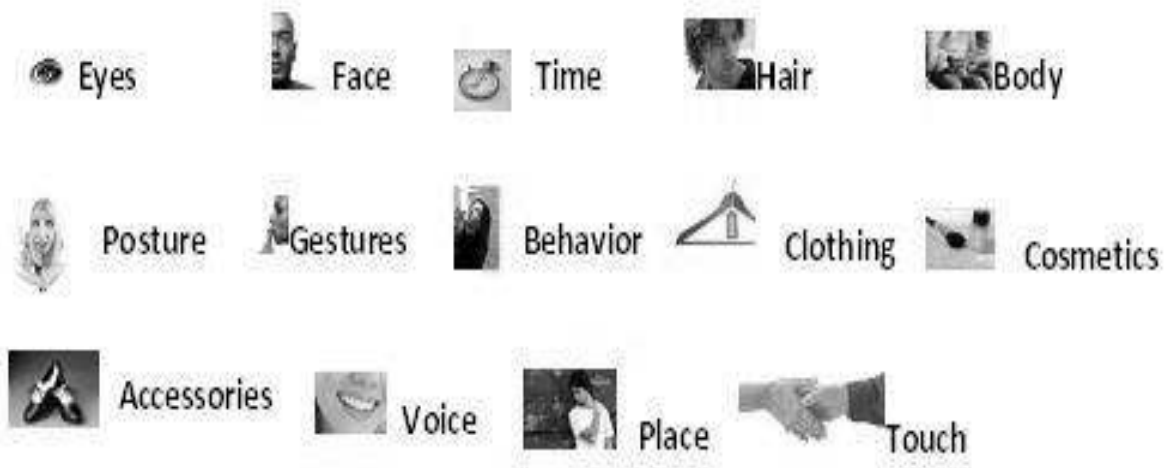 Eyes Face Time Hair Body
Posture Gestures Behavior Clothing Cosmetics
Accessories Voice Place Touch